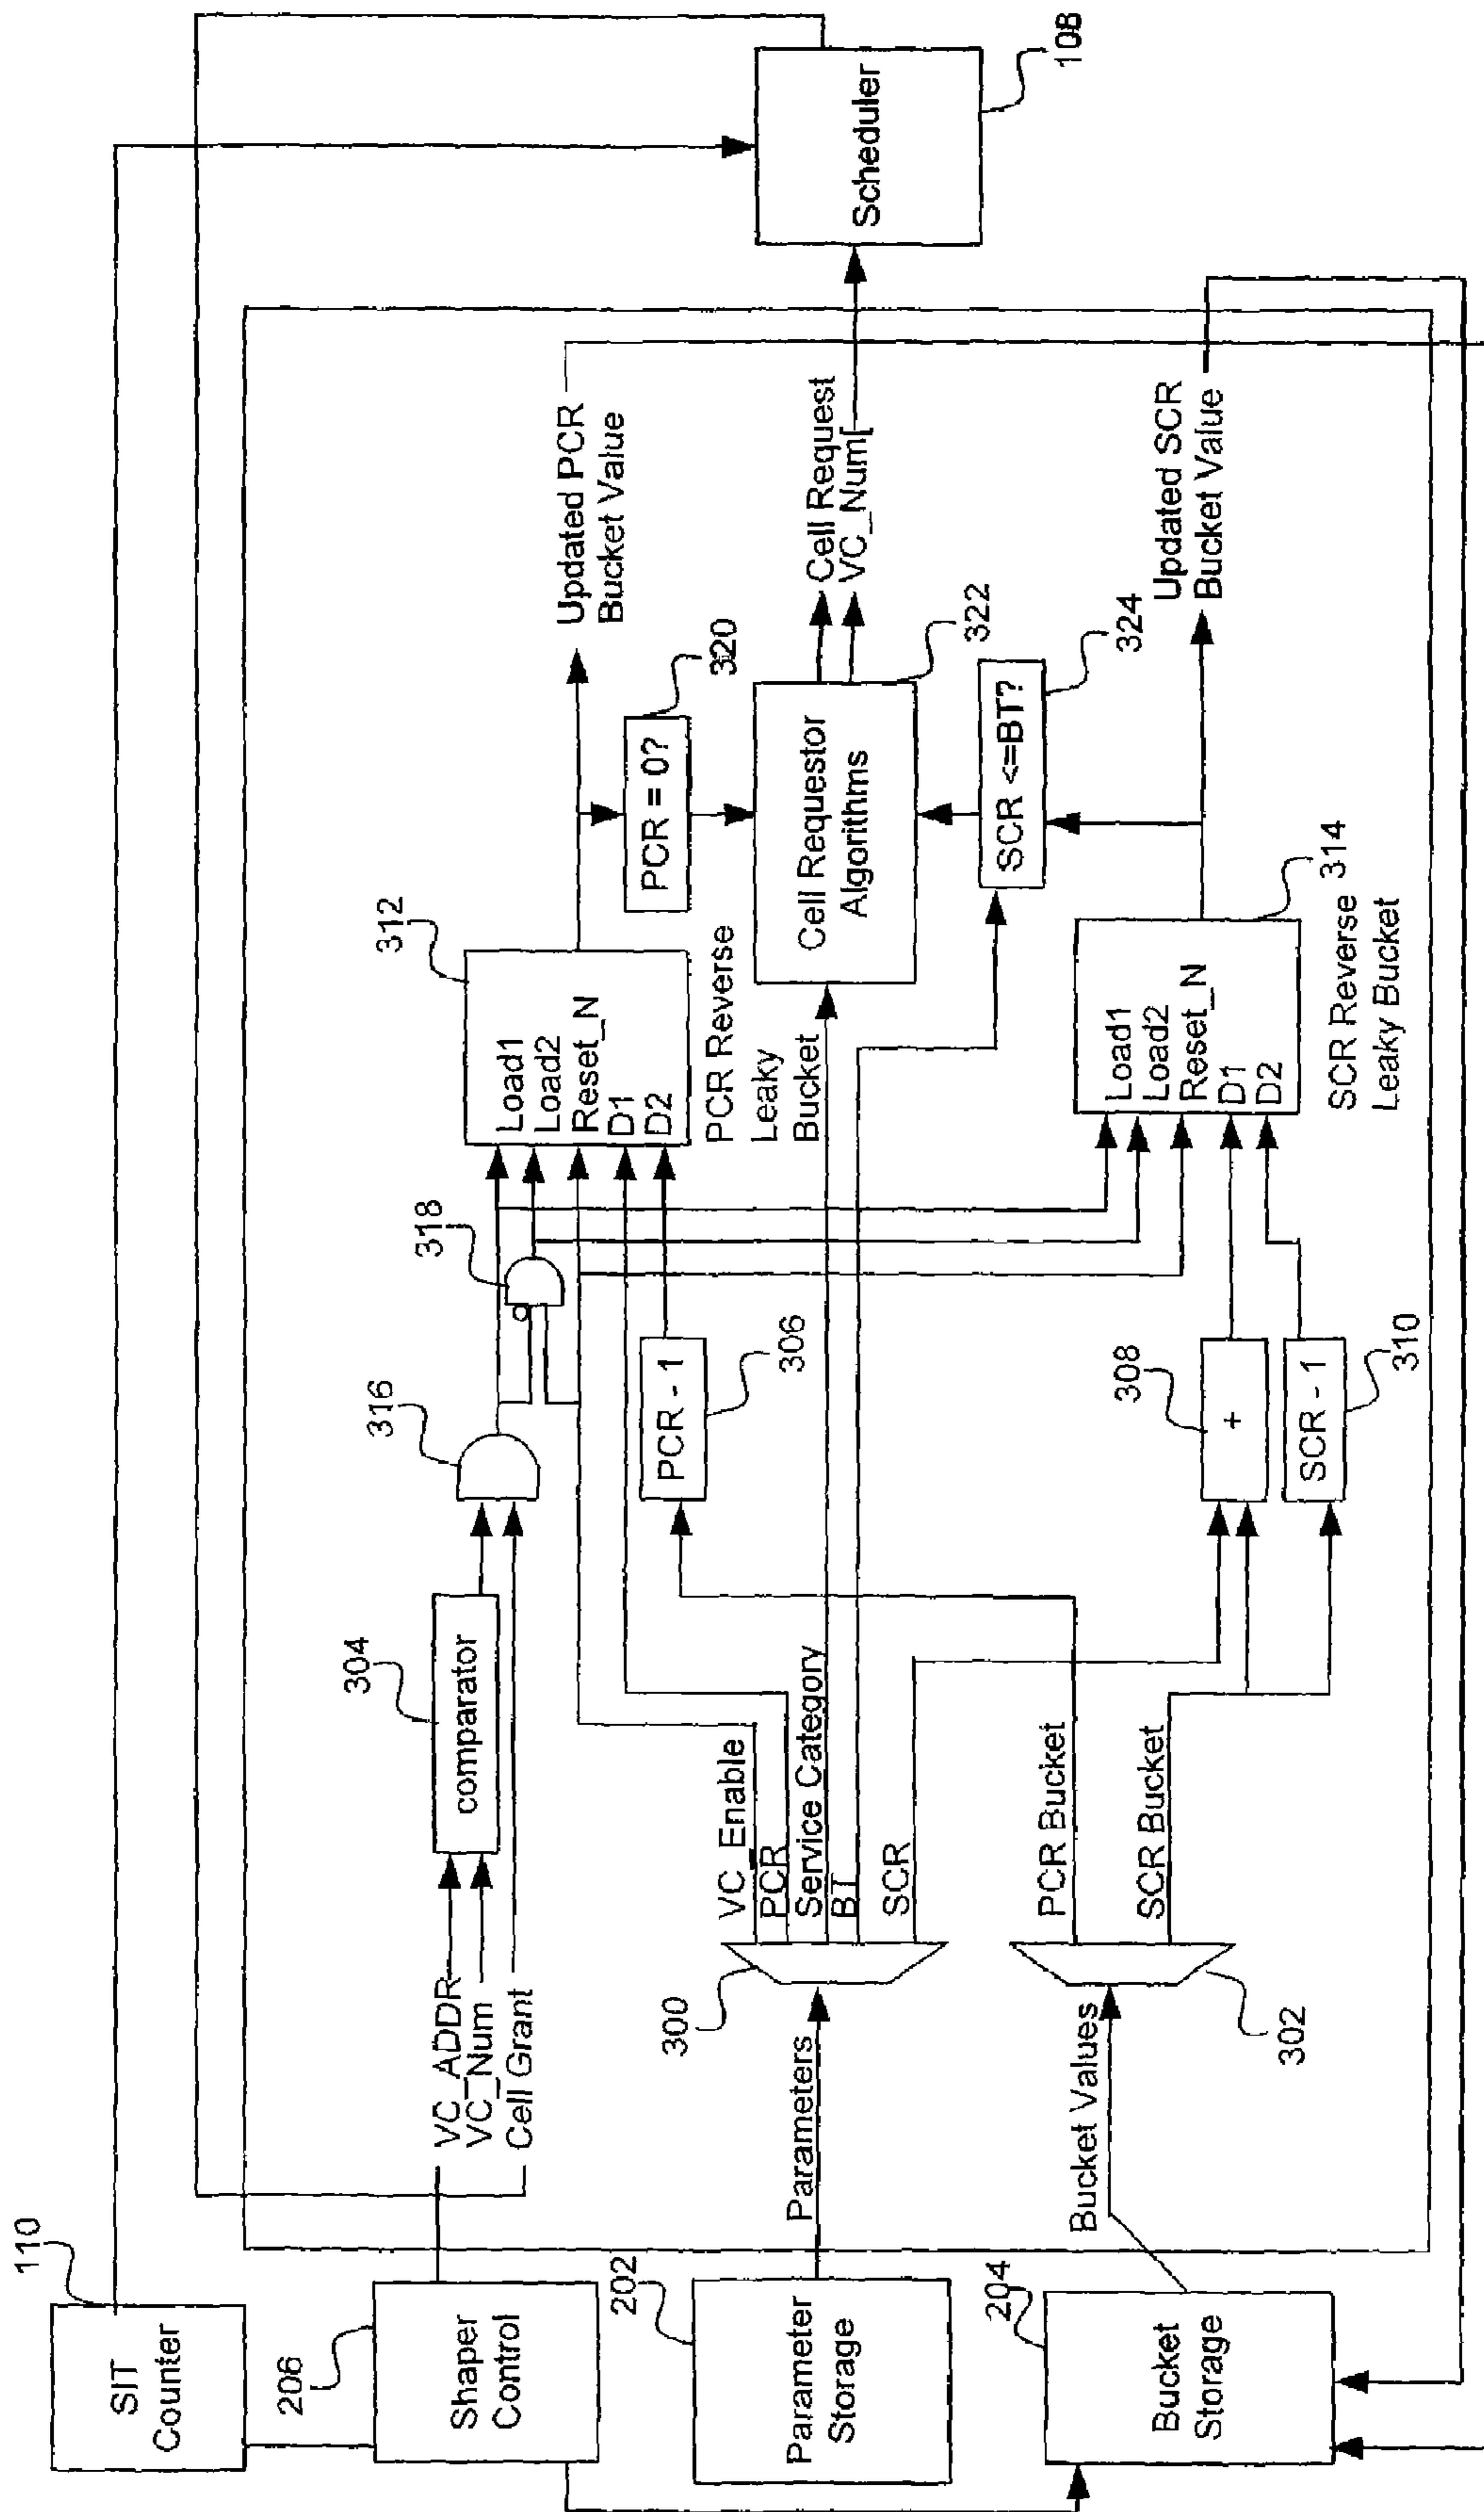 110
SIT
Counter
206
Shaper
Control
202
Parameter
Storage
204
Bucket
Storage
VC_ADDR
VC_Num
Cell Grant
Parameters
Bucket Values
304
comparator
300
302
VC_Enable
PCR
Service Category
BT
SCR
PCR Bucket
SCR Bucket
316
318
PCR - 1
306
308
+
SCR - 1
310
312
Load1
Load2
Reset_N
D1
D2
PCR Reverse
Leaky
Bucket
Load1
Load2
Reset_N
D1
D2
314
SCR Reverse
Leaky Bucket
PCR = 0?
320
Cell Requestor
Algorithms
322
SCR <=BT?
324
Updated PCR
Bucket Value
Cell Request
VC_Num[
Updated SCR
Bucket Value
Scheduler
108